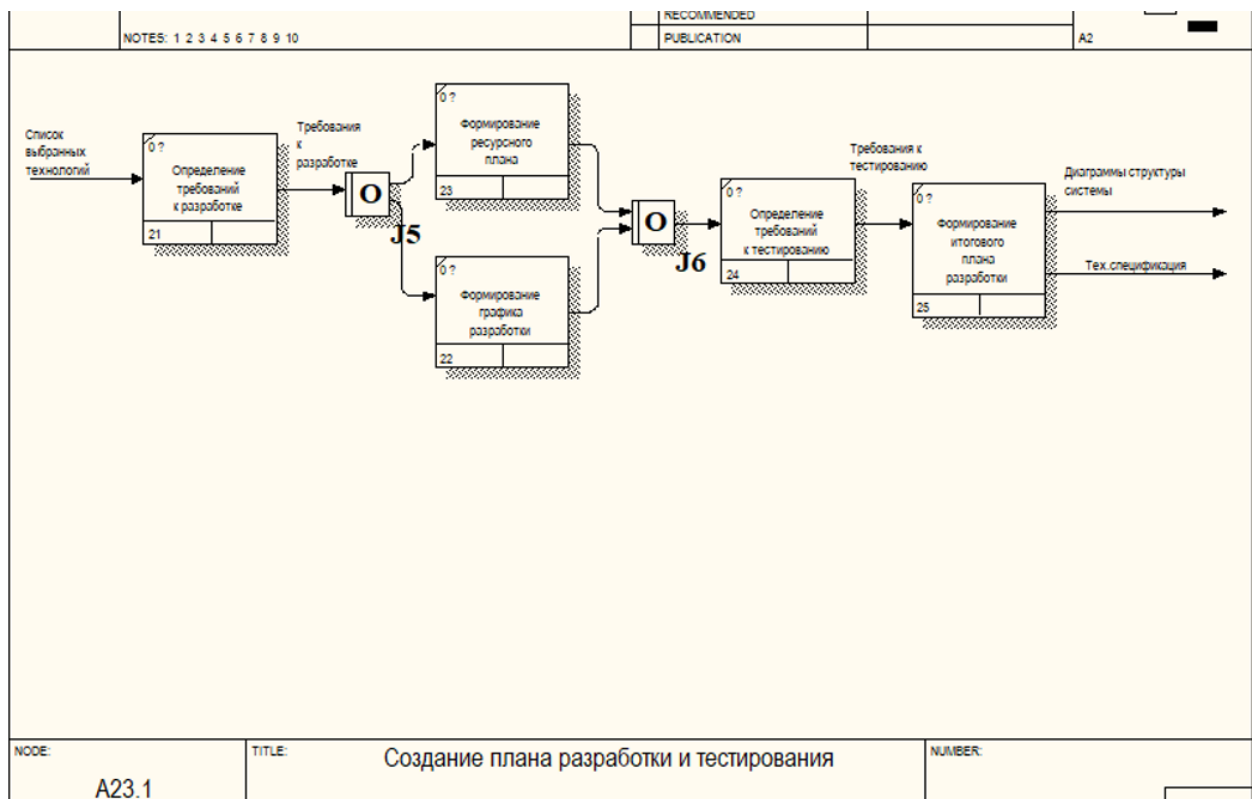 RECOMMENDED
NOTES: 1 2 3 4 5 6 7 8 9 10
PUBLICATION
A2
Список
выбранных
технологий
0 ?
Определение
требований
к разработке
21
Требования
к
разработке
O
J5
0 ?
Формирование
ресурсного
плана
23
0 ?
Формирование
графика
разработки
22
O
J6
0 ?
Определение
требований
к тестированию
24
Требования к
тестированию
0 ?
Формирование
итогового
плана
разработки
25
Диаграммы структуры
системы
Тех.спецификация
NODE:
A23.1
TITLE:
Создание плана разработки и тестирования
NUMBER: